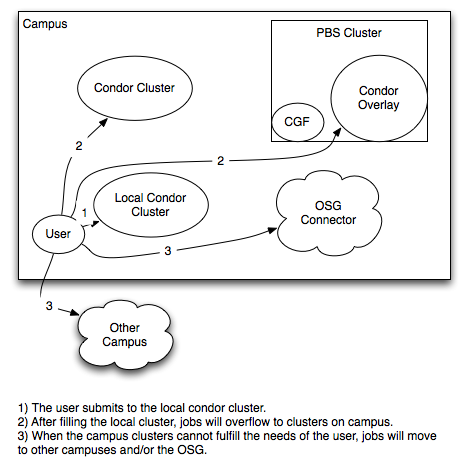 Campus
PBS Cluster
Condor Cluster
Condor
Overlay
CGF
2
2
Local Condor
Cluster
1
OSG
Connector
User
3
3
Other
Campus
1) The user submits to the local condor cluster.
2) After filling the local cluster, jobs will overflow to clusters on campus.
3) When the campus clusters cannot fulfill the needs of the user, jobs will move
to other campuses and/or the OSG.